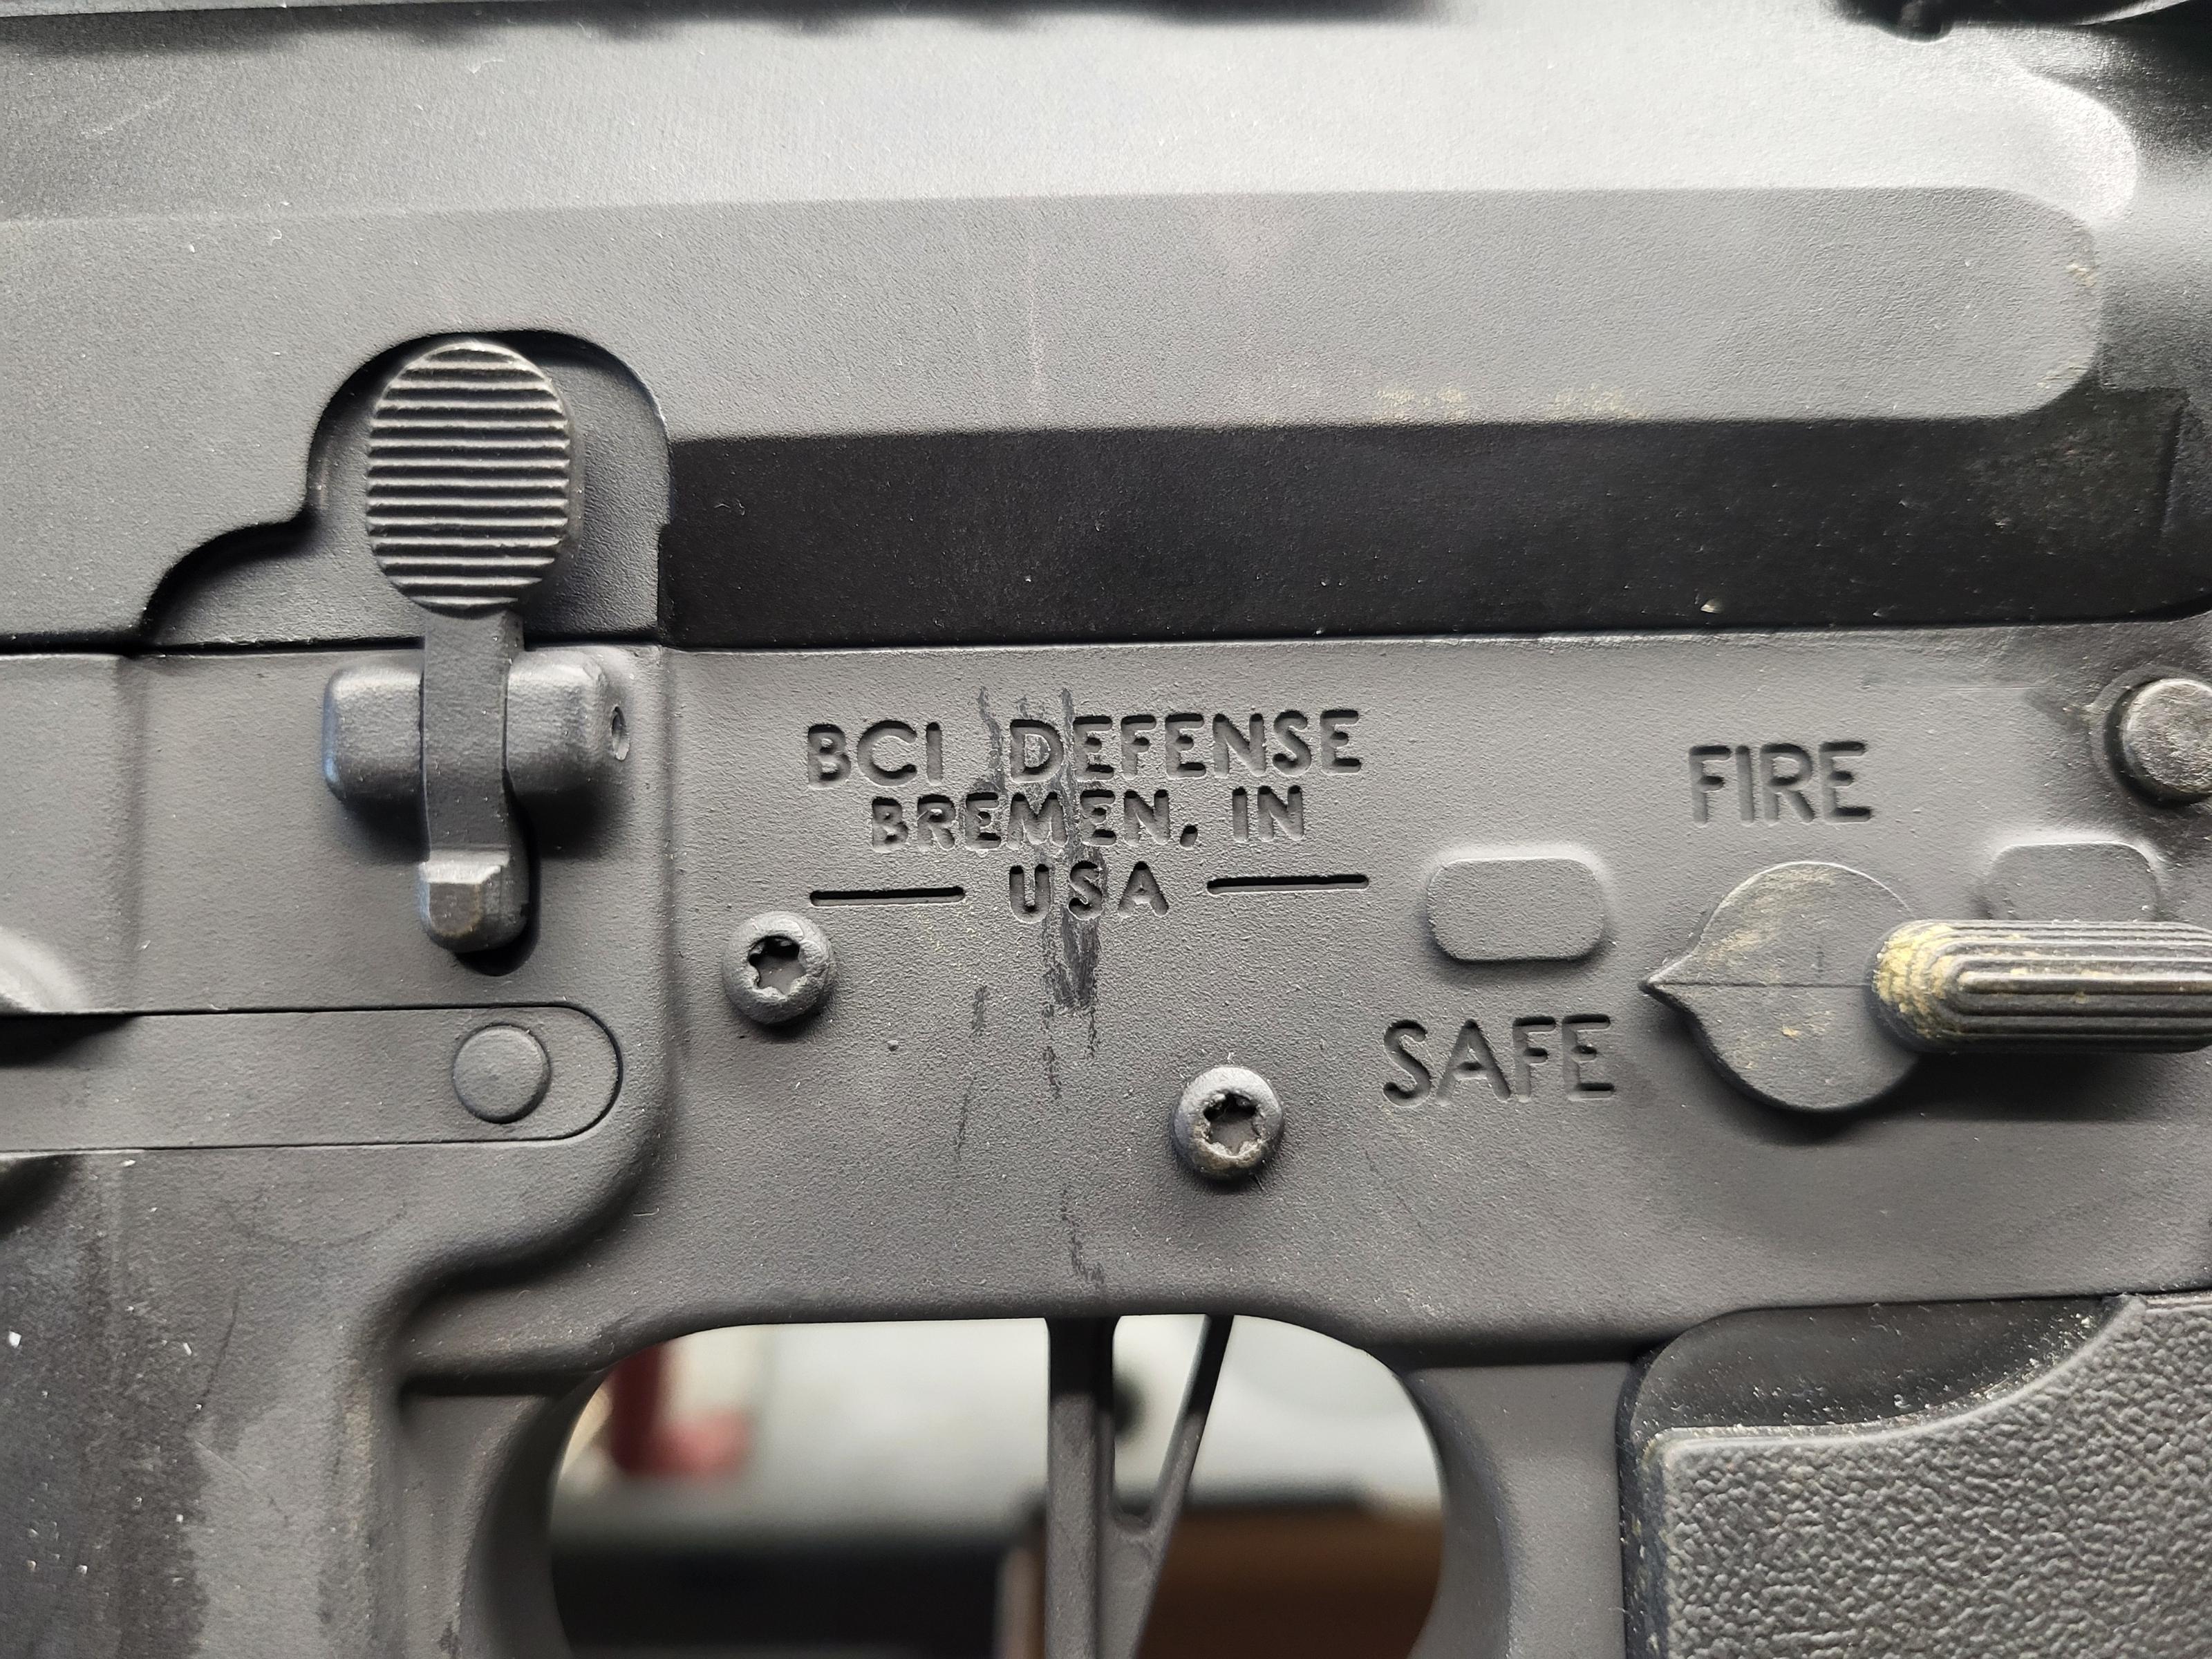 BCI DEFENSE
BREMEN, IN
USA
FIRE
SAFE